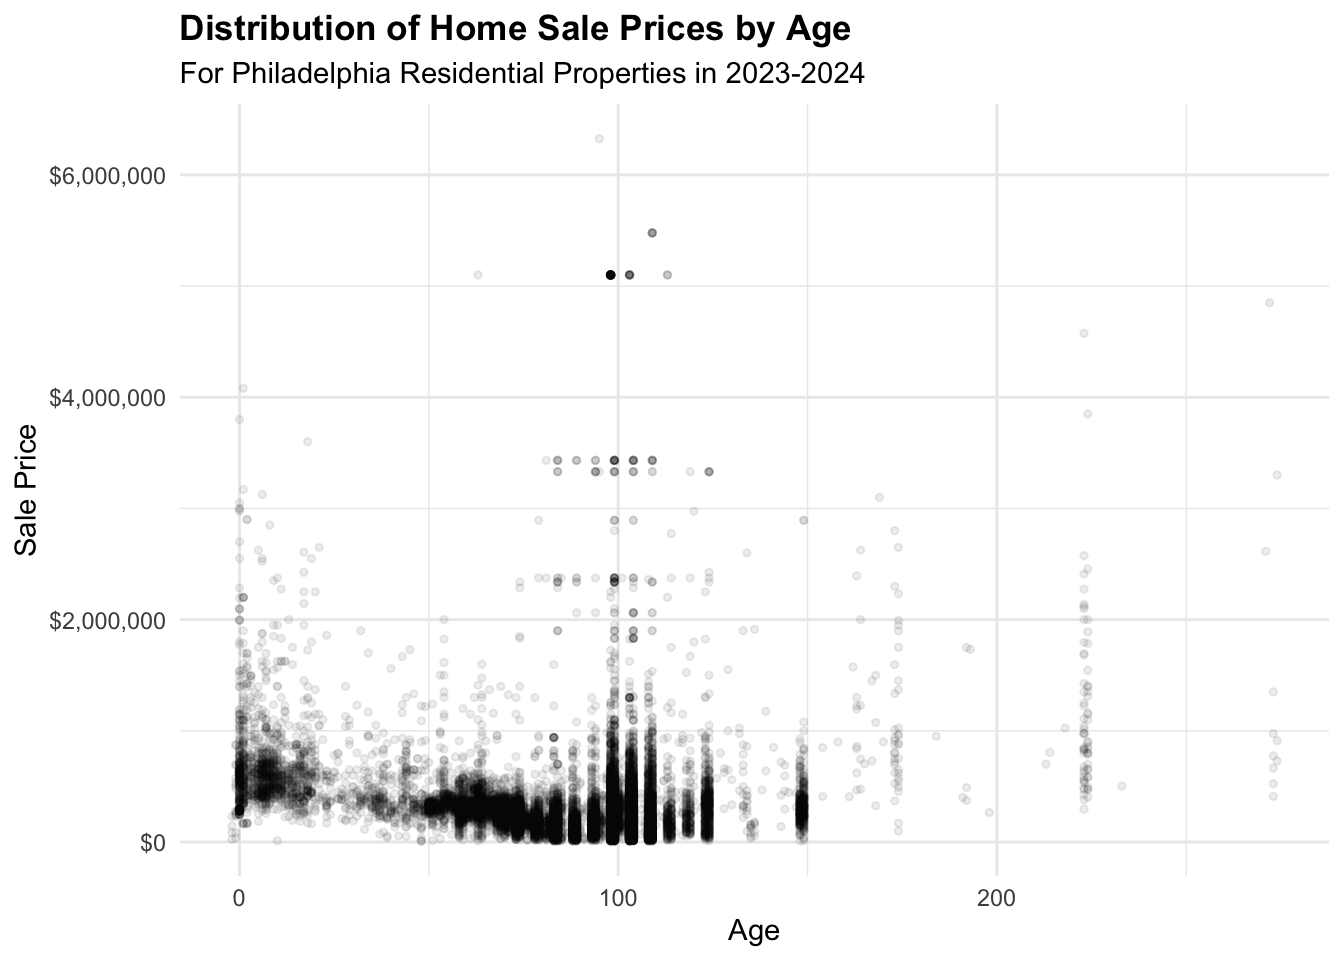 Distribution of Home Sale Prices by Age
For Philadelphia Residential Properties in 2023-2024
$6,000,000
$4,000,000
Sale Price
$2,000,000
$0
0
100
200
Age